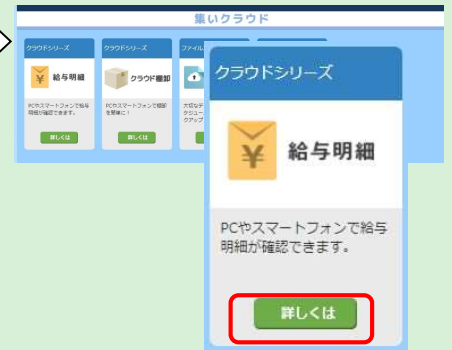 集いクラウド
クラウドシリーズ
クラウドシリーズ
ファイル
給与明細
クラウド棚卸
PCやスマートフォンで給与
明細が確認できます。
PCやスマートフォンで棚卸
を簡単に！
詳しくは
詳しくは
クラウドシリーズ
給与明細
PCやスマートフォンで給与
明細が確認できます。
詳しくは